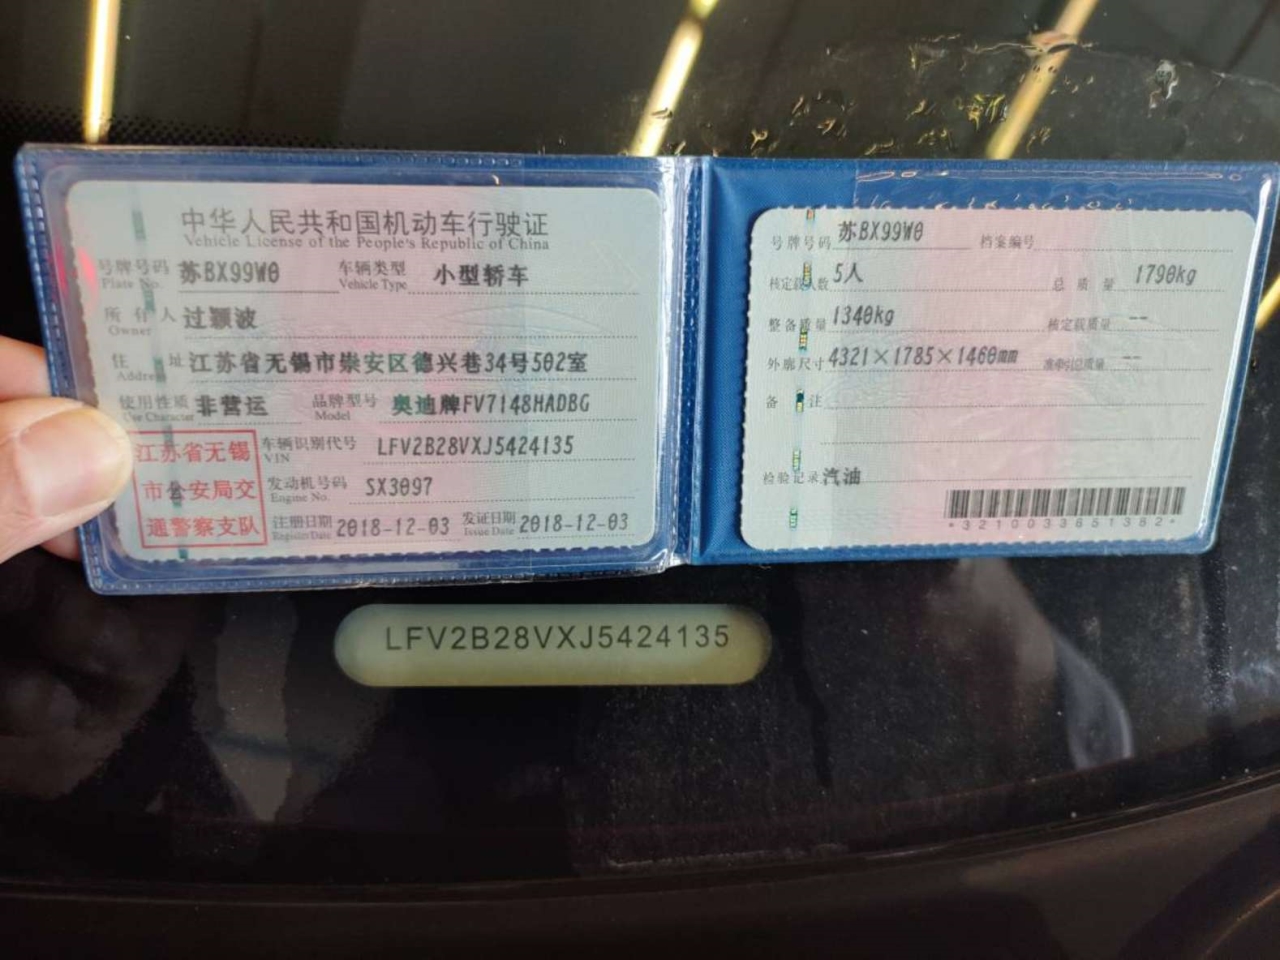 中华人民共和国机动车行驶证
Vehicle License of the People's Republic of China
号牌号码 苏BX99W0 车辆类型 小型轿车
Plate No. Vehicle Type
所有人 过颖波
Owner
住址 江苏省无锡市崇安区德兴巷34号502室
Address
使用性质 非营运 品牌型号 奥迪牌FV7148HADBG
Use Character Model
江苏省无锡
市公安局交
通警察支队
车辆识别代号 LFV2B28VXJ5424135
VIN
发动机号码 SX3097
Engine No.
注册日期 2018-12-03 发证日期 2018-12-03
Register Date Issue Date
号牌号码 苏BX99W0 档案编号
核定载人数 5人 总质量 1790kg
整备质量 1340kg 核定载质量 --
外廓尺寸 4321×1785×1460mm 准牵引总质量 --
备注
检验记录 汽油
*3210033651382*
LFV2B28VXJ5424135